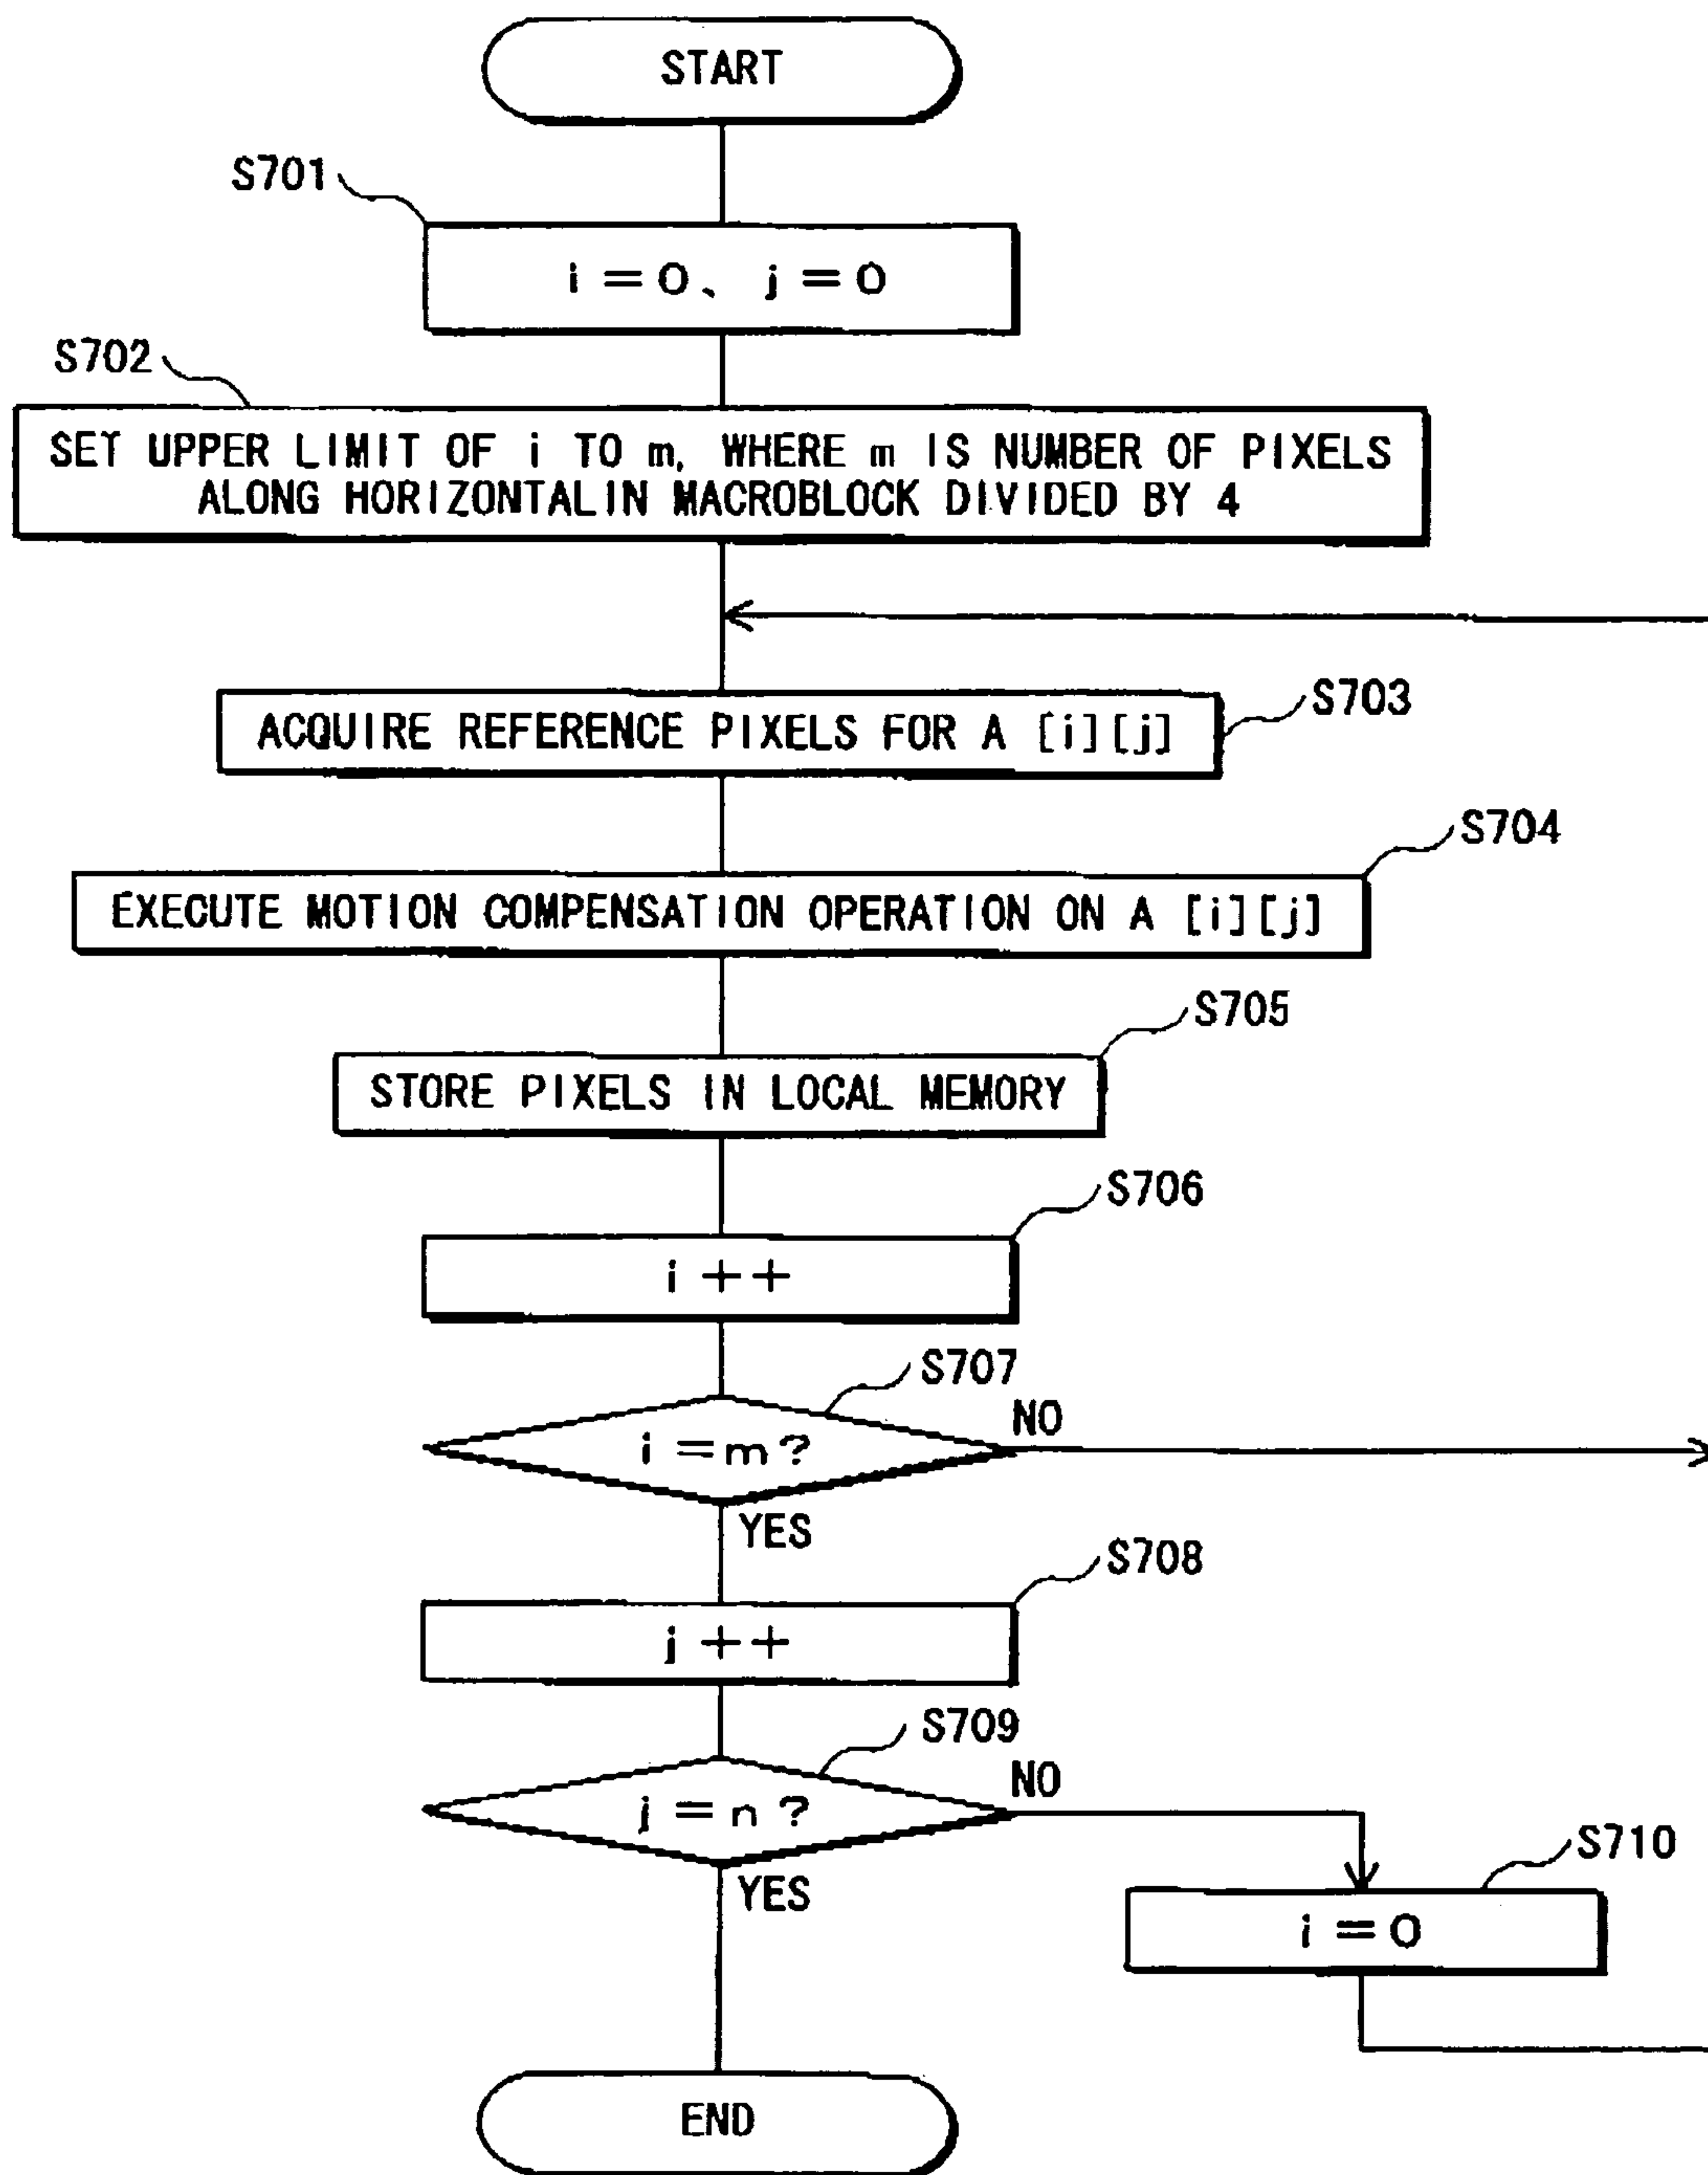 START
S701
i = 0、 j = 0
S702
SET UPPER LIMIT OF i TO m, WHERE m IS NUMBER OF PIXELS
ALONG HORIZONTALIN MACROBLOCK DIVIDED BY 4
S703
ACQUIRE REFERENCE PIXELS FOR A [i][j]
S704
EXECUTE MOTION COMPENSATION OPERATION ON A [i][j]
S705
STORE PIXELS IN LOCAL MEMORY
S706
i ++
S707
i = m ?
NO
YES
S708
j ++
S709
j = n ?
NO
YES
S710
i = 0
END